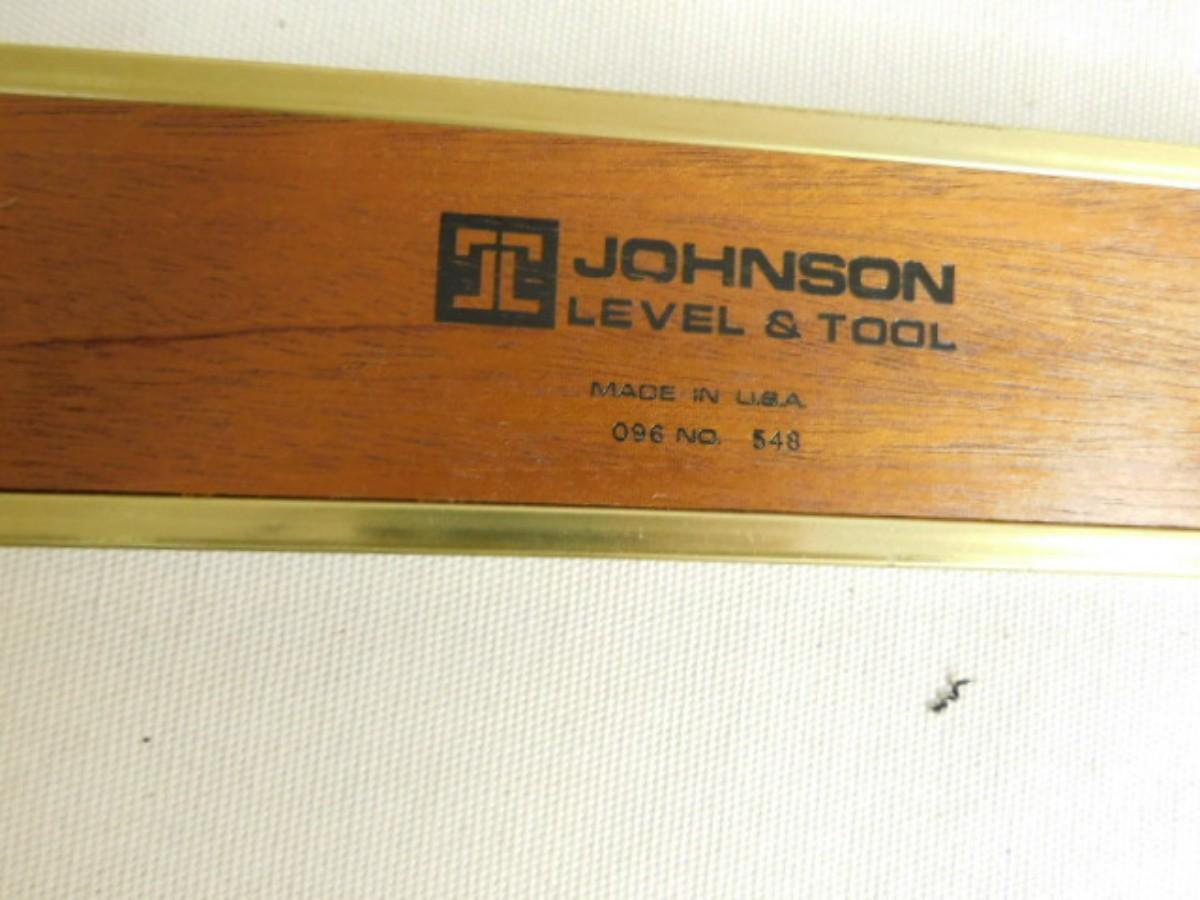 JOHNSON
LEVEL & TOOL
MADE IN U.S.A.
096 NO. 548